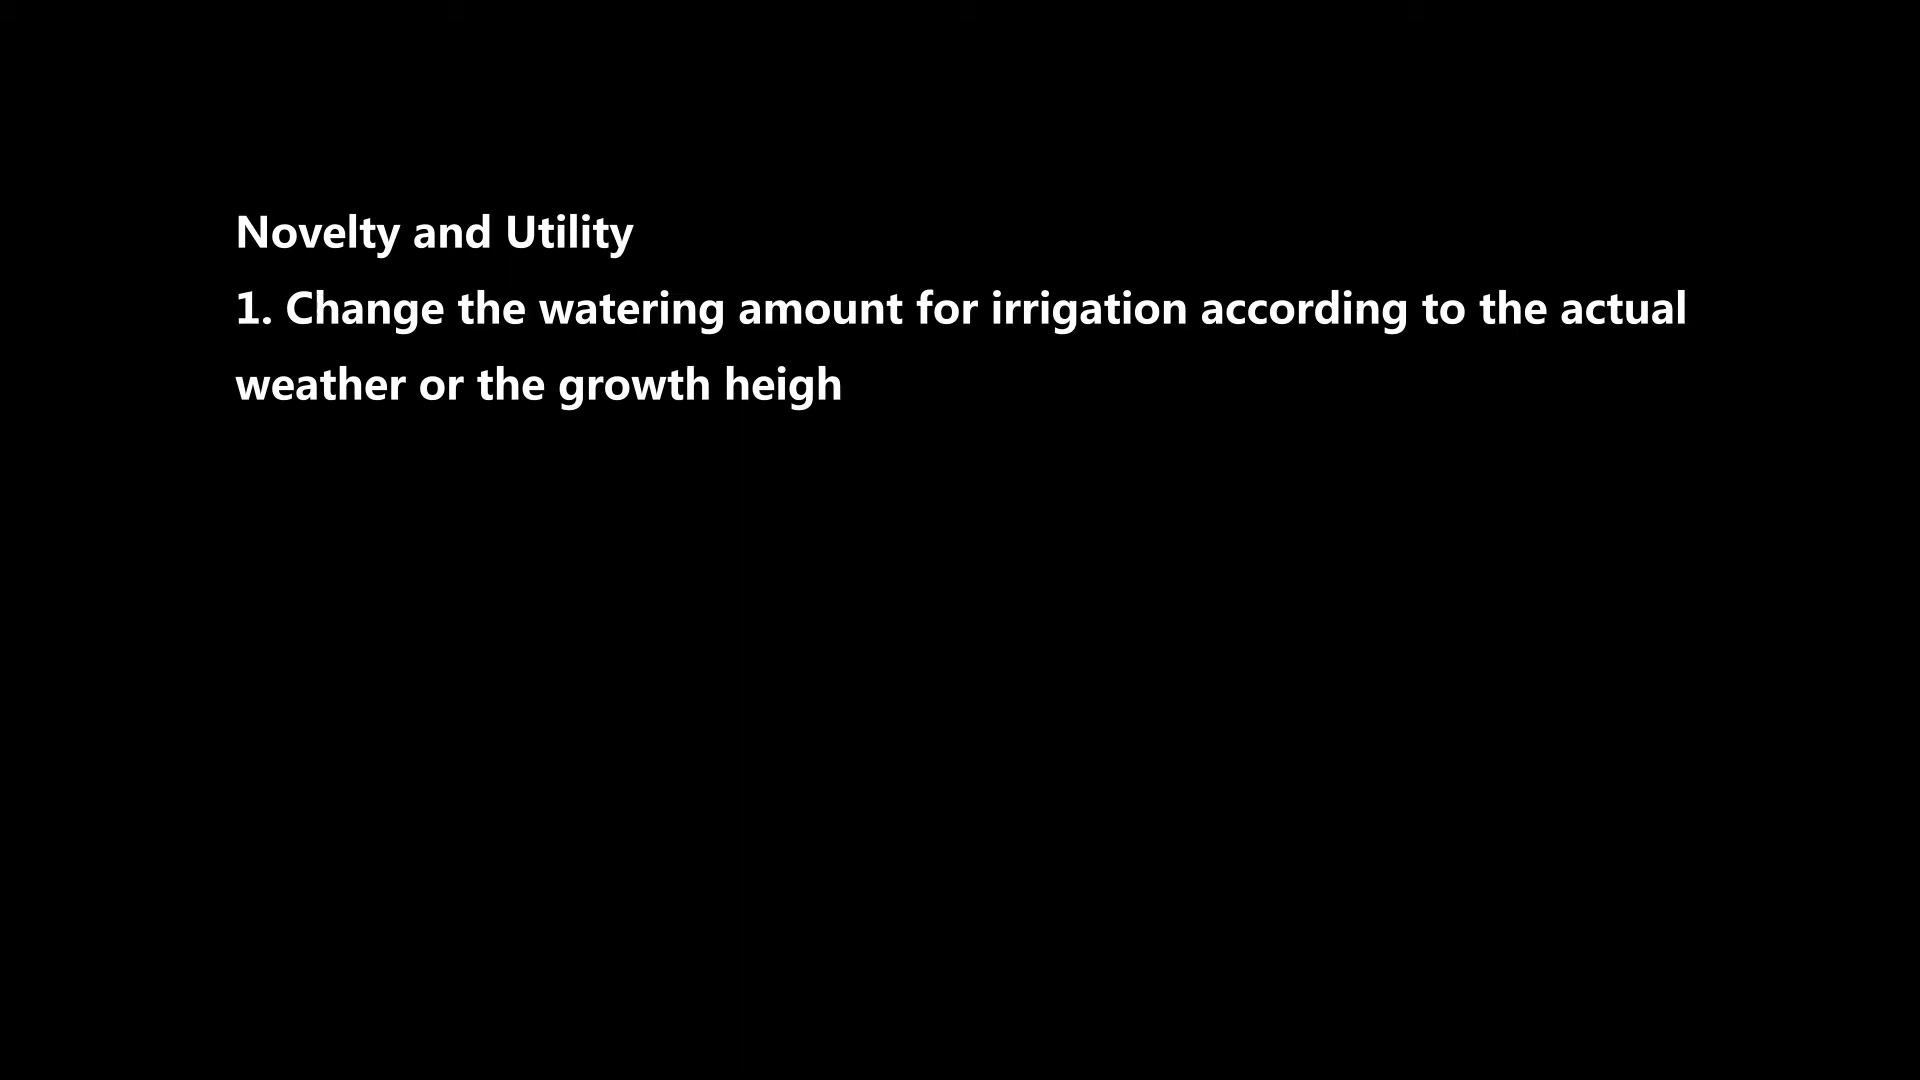 Novelty and Utility
1. Change the watering amount for irrigation according to the actual
weather or the growth heigh